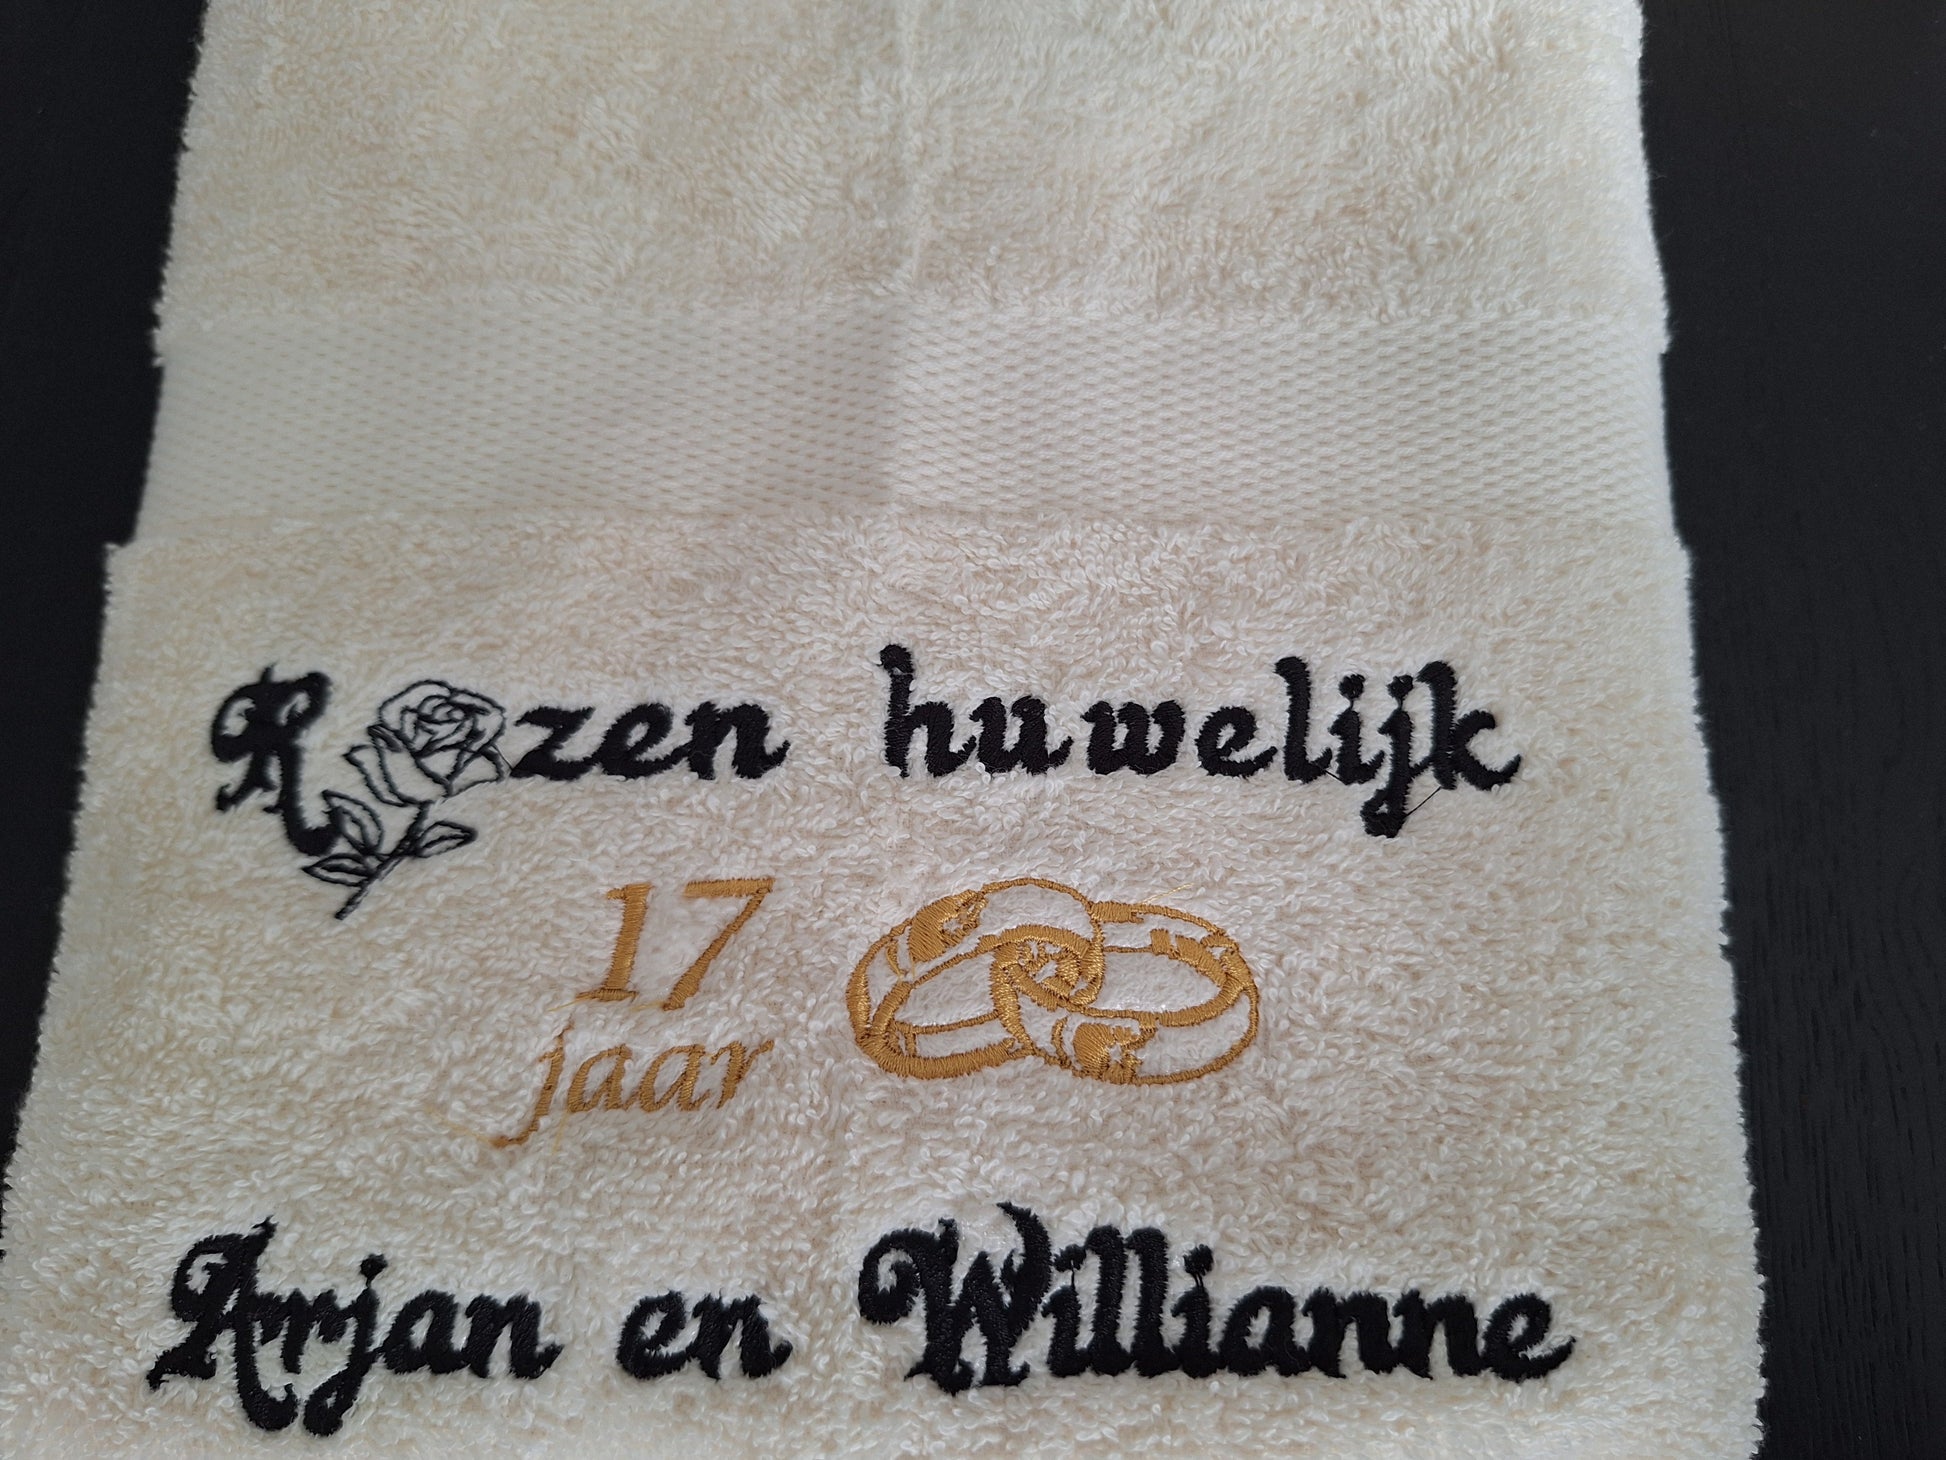 Rozen huwelijk
17
jaar
Arjan en Willianne